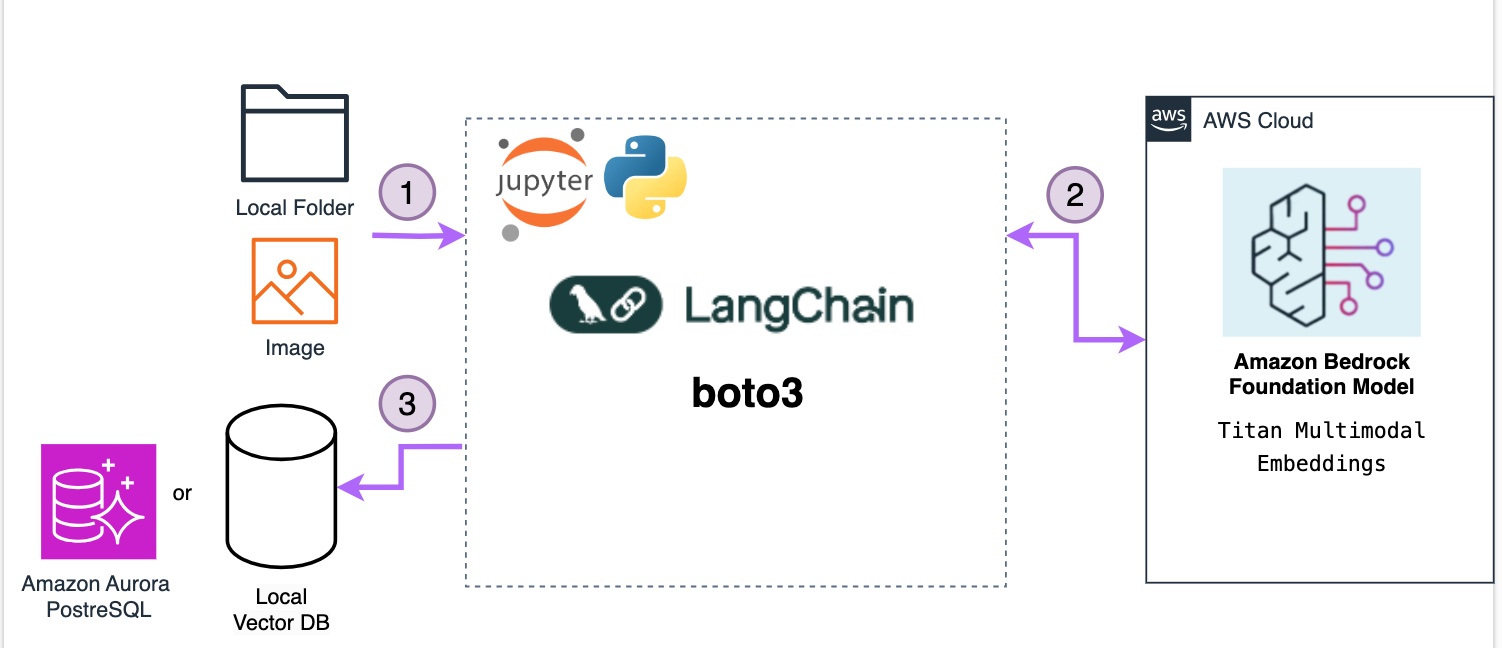 Local Folder
1
Image
jupyter
LangChain
boto3
2
aws
AWS Cloud
Amazon Bedrock
Foundation Model
Titan Multimodal
Embeddings
3
or
Amazon Aurora
PostreSQL
Local
Vector DB